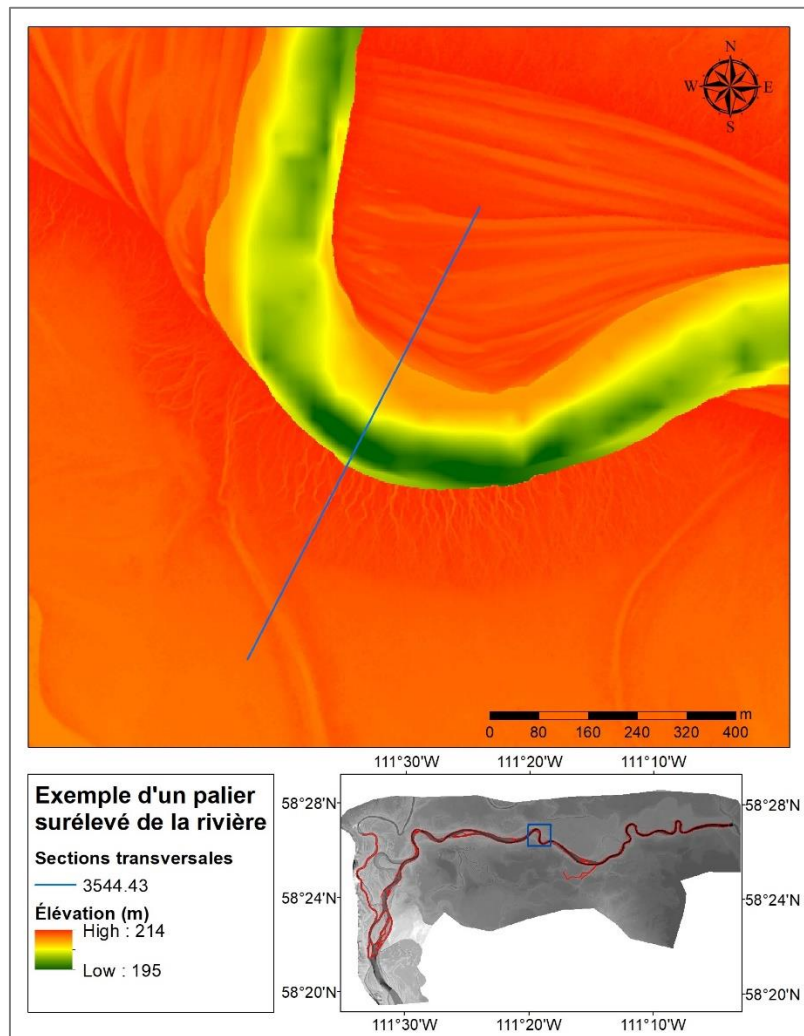 N
W E
S
m
0 80 160 240 320 400
Exemple d'un palier
surélevé de la rivière
Sections transversales
3544.43
Élévation (m)
High : 214
Low : 195
111°30'W 111°20'W 111°10'W
58°28'N 58°28'N
58°24'N 58°24'N
58°20'N 58°20'N
111°30'W 111°20'W 111°10'W